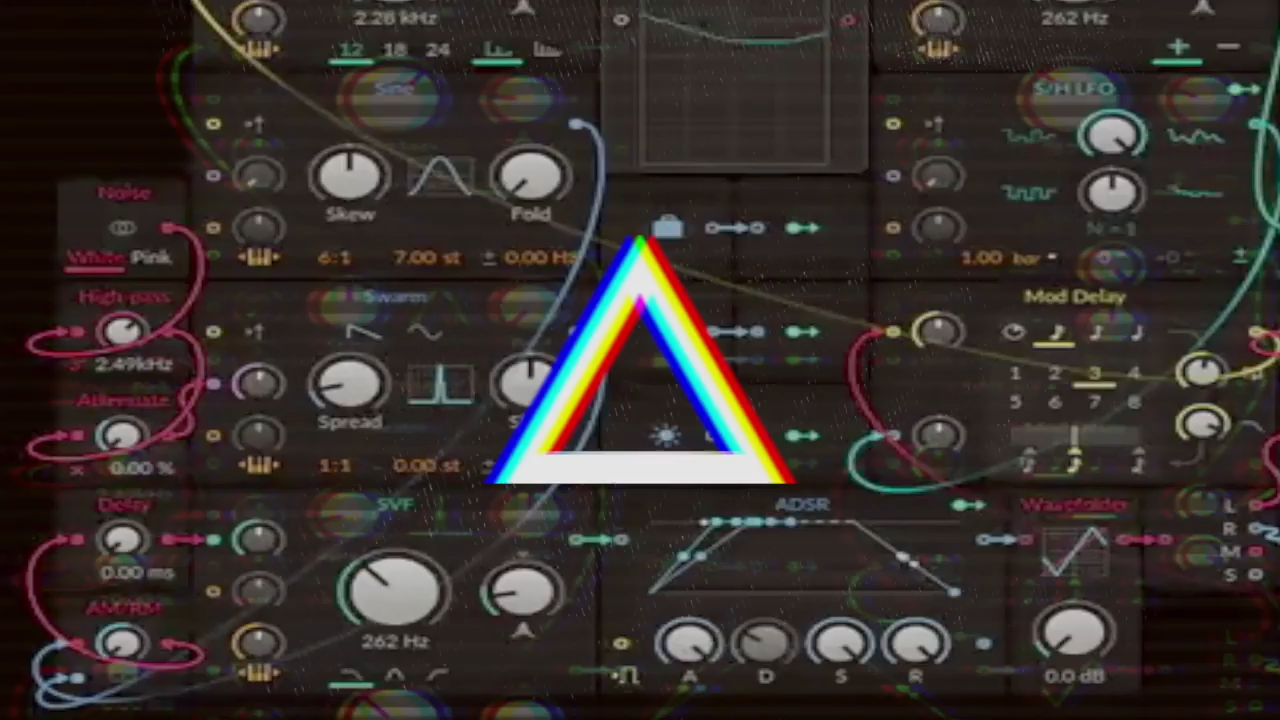 2.28 kHz
262 Hz
12 18 24
Sine
S/H LFO
Skew
Fold
Noise
N = 1
White Pink
6:1 7.00 st ± 0.00 Hz
1.00 bar
High-pass
Swarm
Mod Delay
2.49kHz
1 2 3 4
Attenuate
5 6 7 8
Spread
0.00 %
1:1 0.00 st
Delay
SVF
ADSR
Wavefolder
L
R
M
S
0.00 ms
AM/RM
262 Hz
A D S R
0.0 dB